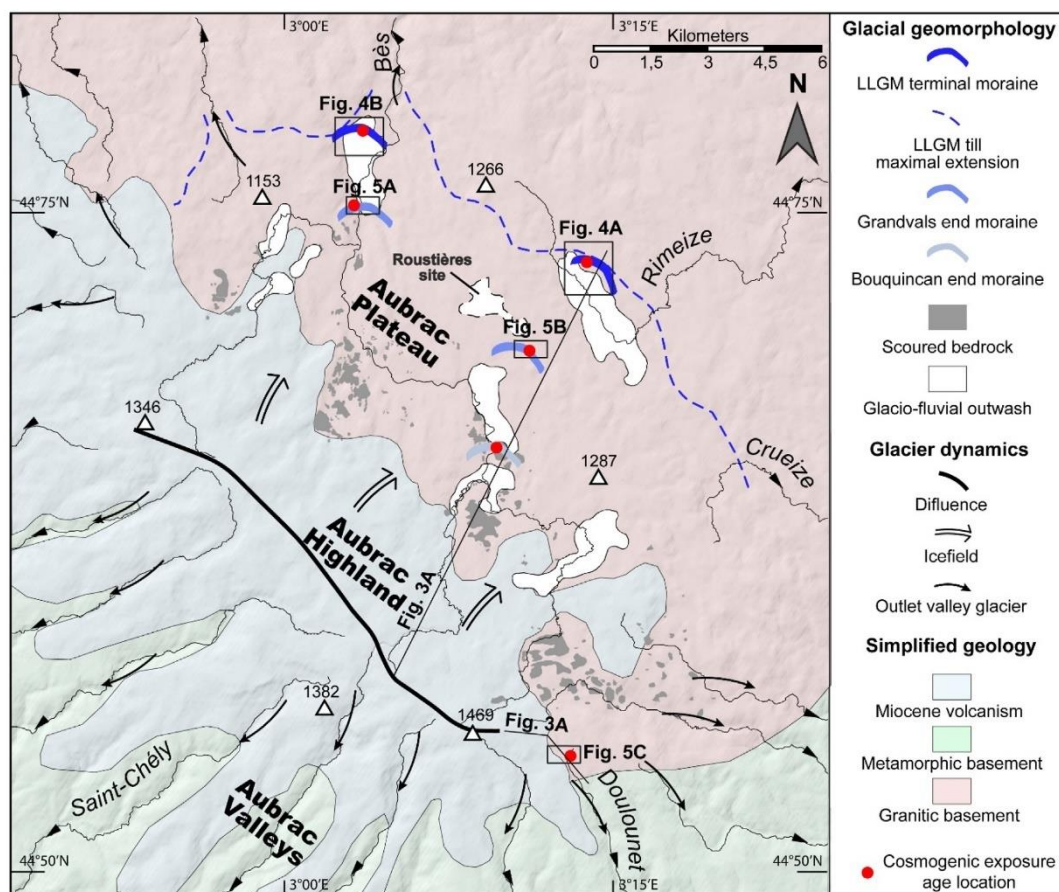 3°00'E
3°15'E
Kilometers
0 1,5 3 4,5 6
N
Bès
Fig. 4B
Fig. 5A
1153
1266
44°75'N
44°75'N
Fig. 4A
Rimeize
Roustières
site
Aubrac
Plateau
Fig. 5B
1346
1287
Crueize
Aubrac
Highland
Fig. 3A
1382
1469
Fig. 3A
Fig. 5C
Saint-Chély
Aubrac
Valleys
Doulounet
44°50'N
44°50'N
3°00'E
3°15'E
Glacial geomorphology
LLGM terminal moraine
LLGM till
maximal extension
Grandvals end moraine
Bouquincan end moraine
Scoured bedrock
Glacio-fluvial outwash
Glacier dynamics
Difluence
Icefield
Outlet valley glacier
Simplified geology
Miocene volcanism
Metamorphic basement
Granitic basement
Cosmogenic exposure
age location